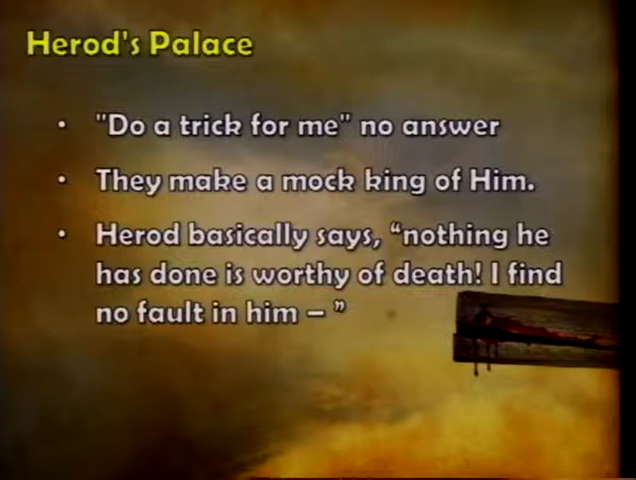 Herod's Palace
• "Do a trick for me" no answer
• They make a mock king of Him.
• Herod basically says, “nothing he
has done is worthy of death! I find
no fault in him – ”